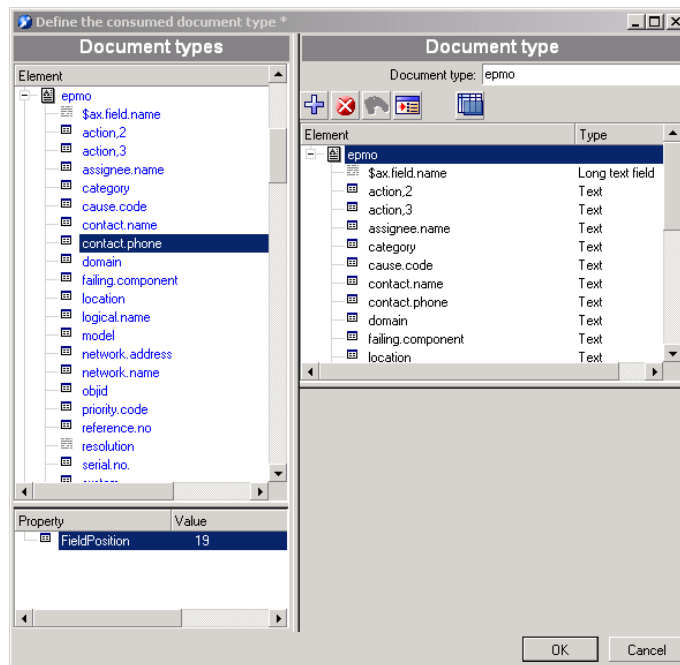 Define the consumed document type *
Document types
Element
epmo
$ax.field.name
action,2
action,3
assignee.name
category
cause.code
contact.name
contact.phone
domain
failing.component
location
logical.name
model
network.address
network.name
objid
priority.code
reference.no
resolution
serial.no.
Property Value
FieldPosition 19
Document type
Document type: epmo
Element Type
epmo
$ax.field.name Long text field
action,2 Text
action,3 Text
assignee.name Text
category Text
cause.code Text
contact.name Text
contact.phone Text
domain Text
failing.component Text
location Text
OK Cancel